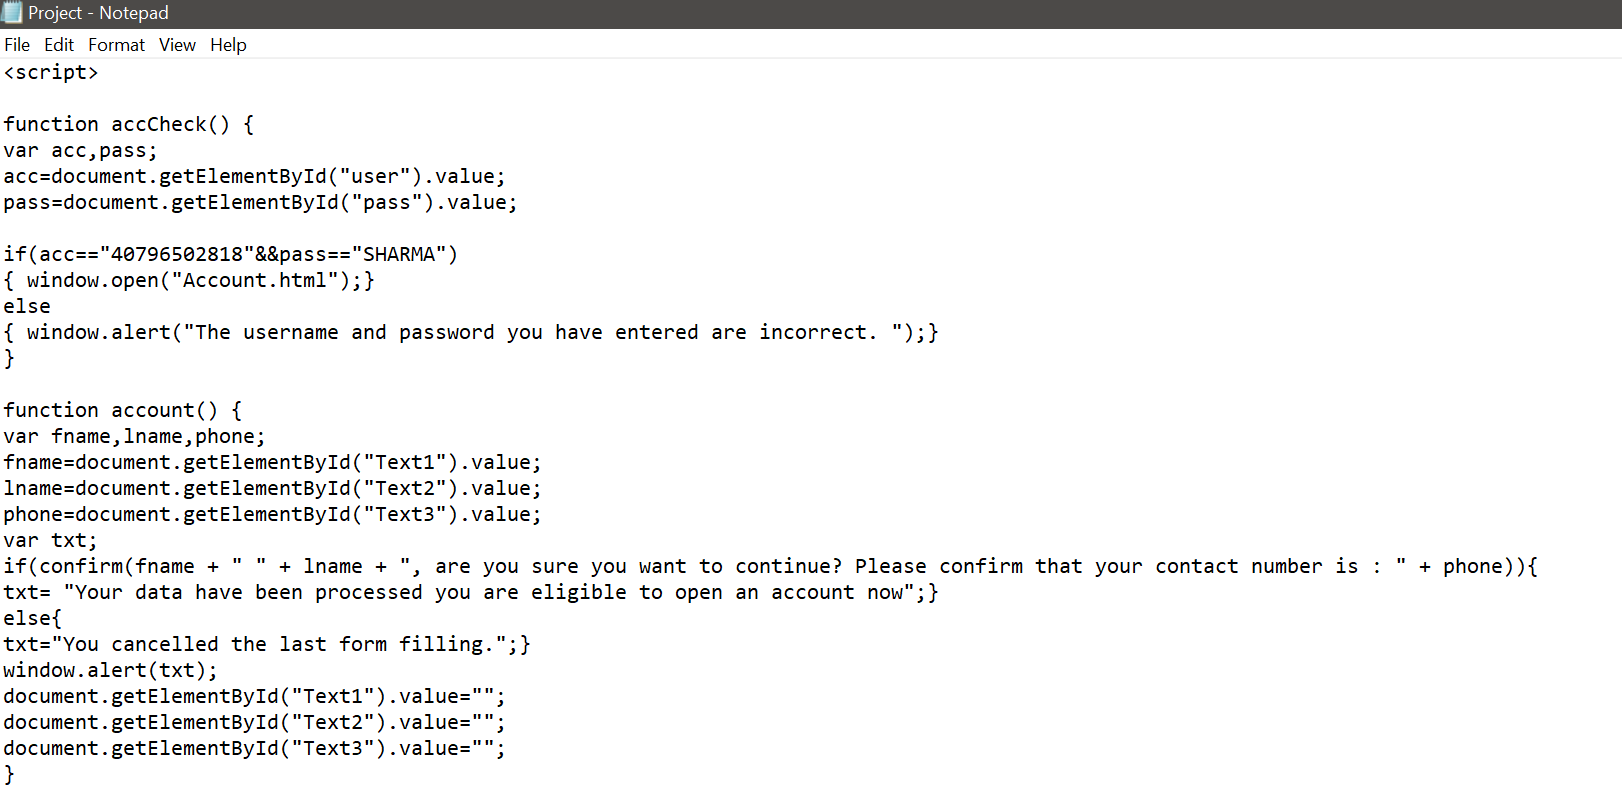 Project - Notepad
File Edit Format View Help
<script>
function accCheck() {
var acc,pass;
acc=document.getElementById("user").value;
pass=document.getElementById("pass").value;
if(acc=="40796502818"&&pass=="SHARMA")
{ window.open("Account.html");}
else
{ window.alert("The username and password you have entered are incorrect. ");}
}
function account() {
var fname,lname,phone;
fname=document.getElementById("Text1").value;
lname=document.getElementById("Text2").value;
phone=document.getElementById("Text3").value;
var txt;
if(confirm(fname + " " + lname + ", are you sure you want to continue? Please confirm that your contact number is : " + phone)){
txt= "Your data have been processed you are eligible to open an account now";}
else{
txt="You cancelled the last form filling.";}
window.alert(txt);
document.getElementById("Text1").value="";
document.getElementById("Text2").value="";
document.getElementById("Text3").value="";
}